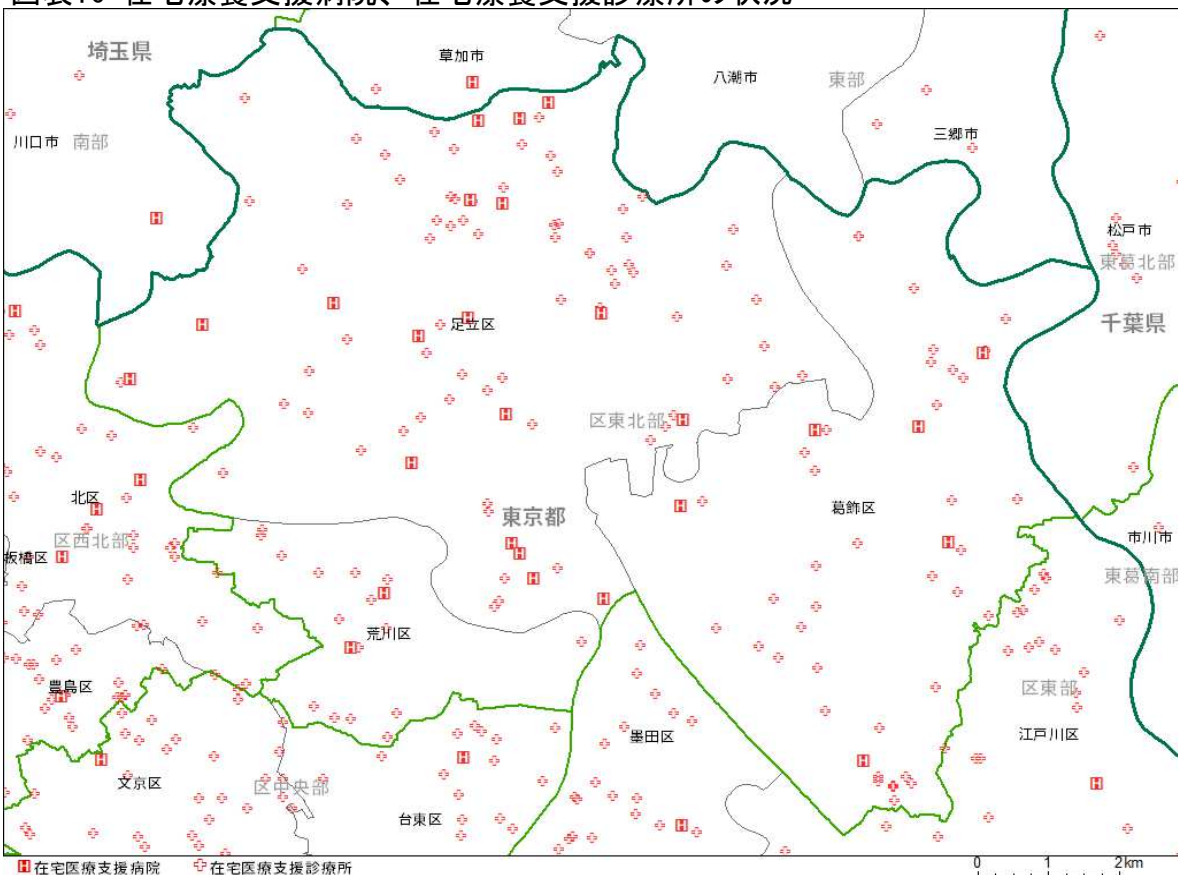 図表10 在宅療養支援病院、在宅療養支援診療所の状況
埼玉県
草加市
八潮市
東部
川口市
南部
三郷市
松戸市
東葛北部
千葉県
足立区
区東北部
北区
東京都
葛飾区
区西北部
板橋区
市川市
東葛南部
荒川区
豊島区
区東部
墨田区
江戸川区
文京区
区中央部
台東区
H在宅医療支援病院
在宅医療支援診療所
0 1 2km